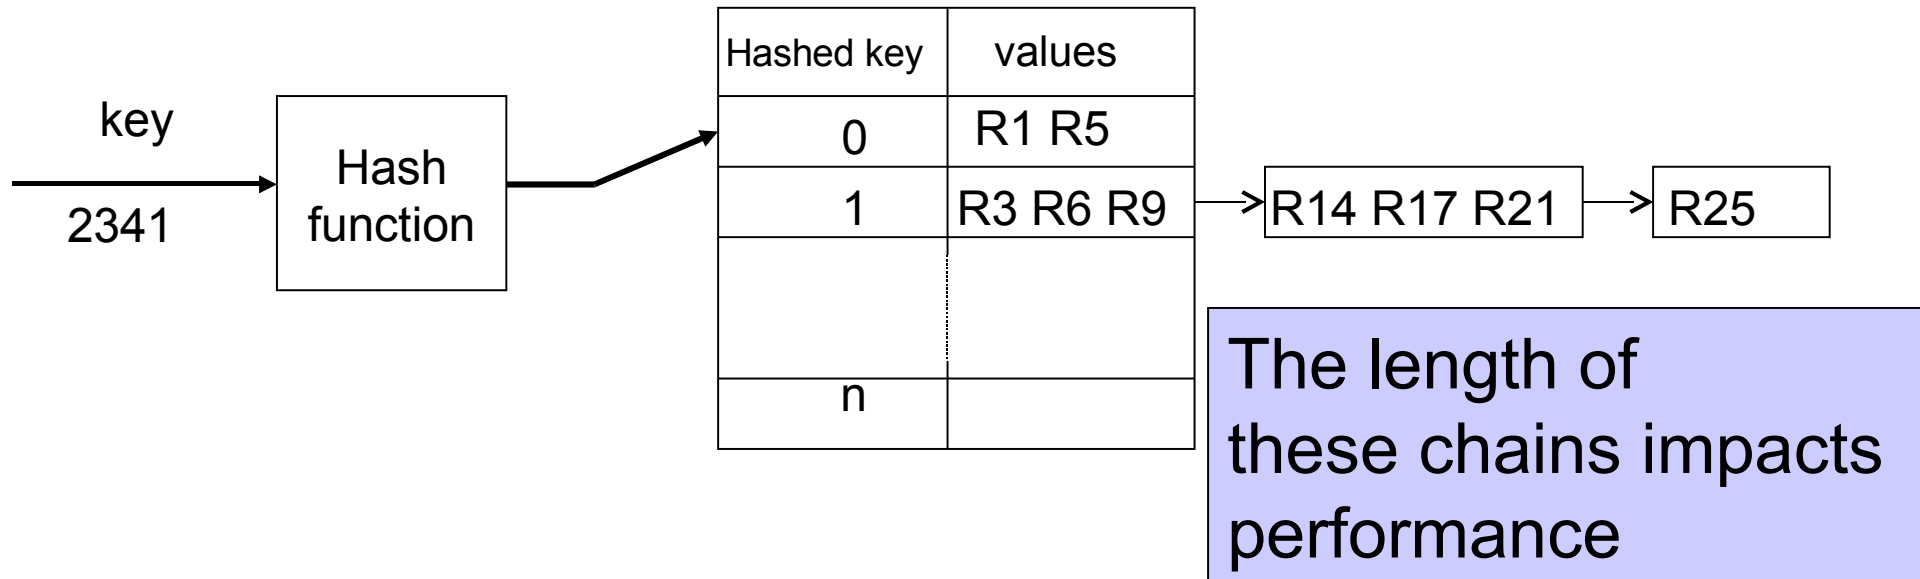 key
2341
Hash
function
Hashed key values
0 R1 R5
1 R3 R6 R9 R14 R17 R21 R25
n
The length of
these chains impacts
performance